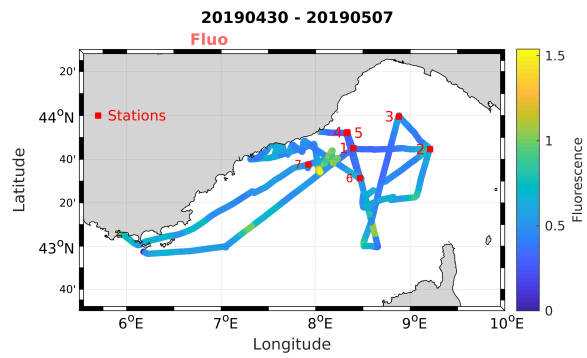 20190430 - 20190507
Fluo
Stations
20'
44°N
40'
20'
43°N
40'
6°E
7°E
8°E
9°E
10°E
Latitude
Longitude
1
2
3
4
5
6
7
1.5
1
0.5
0
Fluorescence